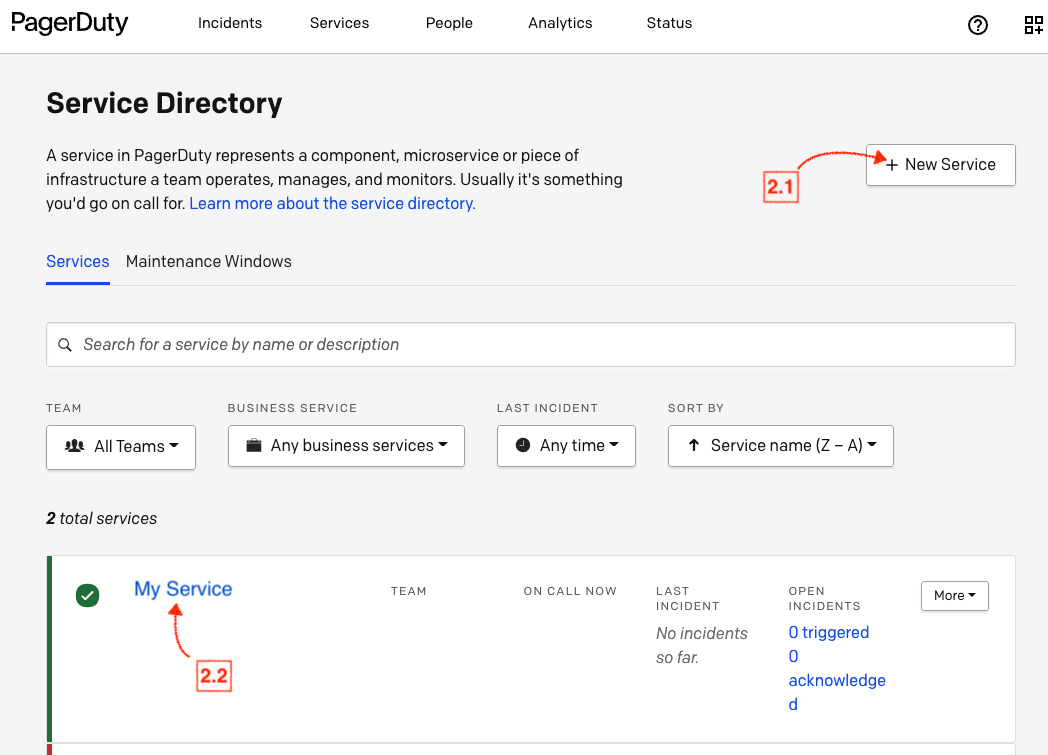 PagerDuty
Incidents
Services
People
Analytics
Status
Service Directory
A service in PagerDuty represents a component, microservice or piece of
infrastructure a team operates, manages, and monitors. Usually it's something
you'd go on call for. Learn more about the service directory.
2.1
+ New Service
Services
Maintenance Windows
Search for a service by name or description
TEAM
BUSINESS SERVICE
LAST INCIDENT
SORT BY
All Teams
Any business services
Any time
Service name (Z – A)
2 total services
My Service
2.2
TEAM
ON CALL NOW
LAST
INCIDENT
No incidents
so far.
OPEN
INCIDENTS
0 triggered
0
acknowledge
d
More